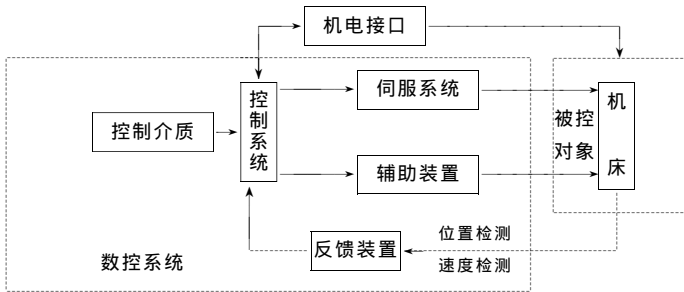 机电接口
控制系统
伺服系统
控制介质
辅助装置
被控
对象
机床
反馈装置
位置检测
速度检测
数控系统